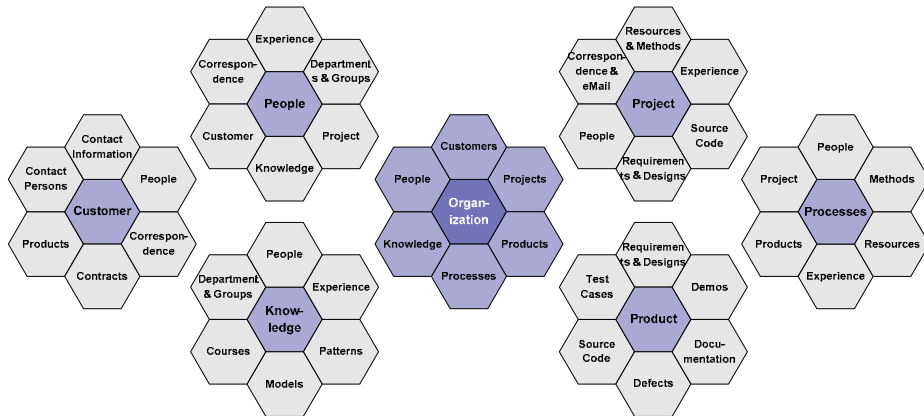 Experience
Correspon-
dence
Department
s & Groups
People
Customer
Project
Knowledge
Resources
& Methods
Correspon-
dence &
eMail
Experience
Project
People
Source
Code
Requiremen
ts & Designs
Contact
Information
Contact
Persons
People
Customer
Products
Correspon-
dence
Contracts
Customers
People
Projects
Organ-
ization
Knowledge
Products
Processes
People
Project
Methods
Processes
Products
Resources
Experience
People
Department
& Groups
Experience
Know-
ledge
Courses
Patterns
Models
Requiremen
ts & Designs
Test
Cases
Demos
Product
Source
Code
Docu-
mentation
Defects